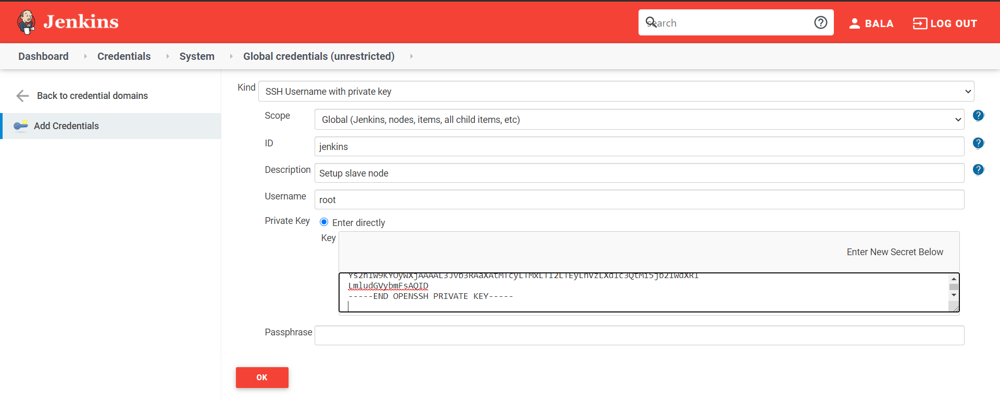 Jenkins
search
BALA
LOG OUT
Dashboard
Credentials
System
Global credentials (unrestricted)
Back to credential domains
Add Credentials
Kind
SSH Username with private key
Scope
Global (Jenkins, nodes, items, all child items, etc)
ID
jenkins
Description
Setup slave node
Username
root
Private Key
Enter directly
Key
Enter New Secret Below
LmludGVybmFsAQID
-----END OPENSSH PRIVATE KEY-----
Passphrase
OK